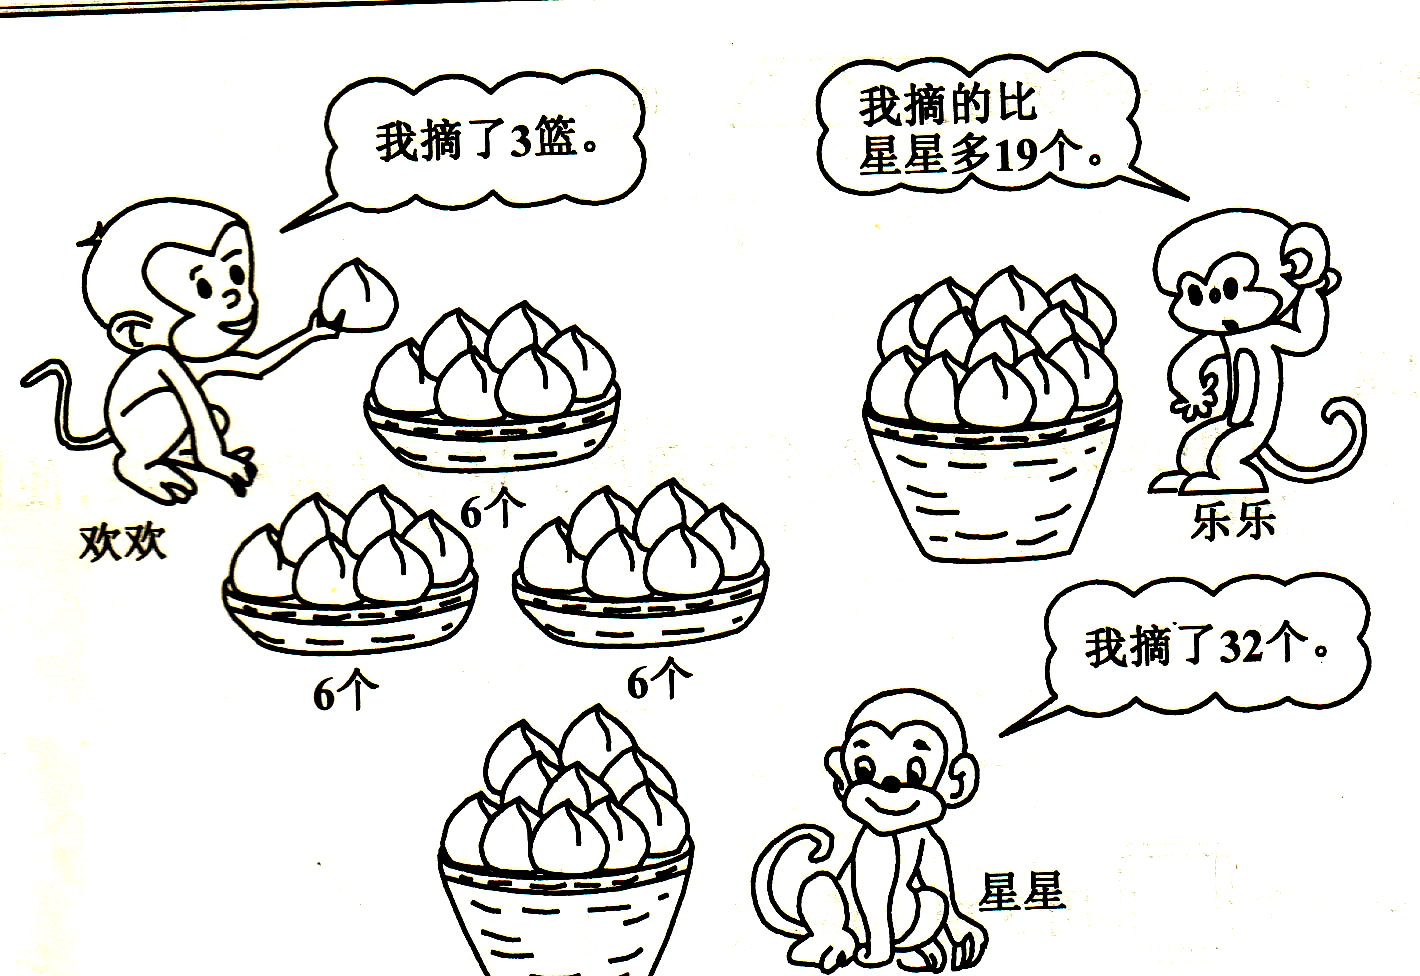 我摘了3篮。
我摘的比
星星多19个。
欢欢
6个
6个
6个
乐乐
我摘了32个。
星星